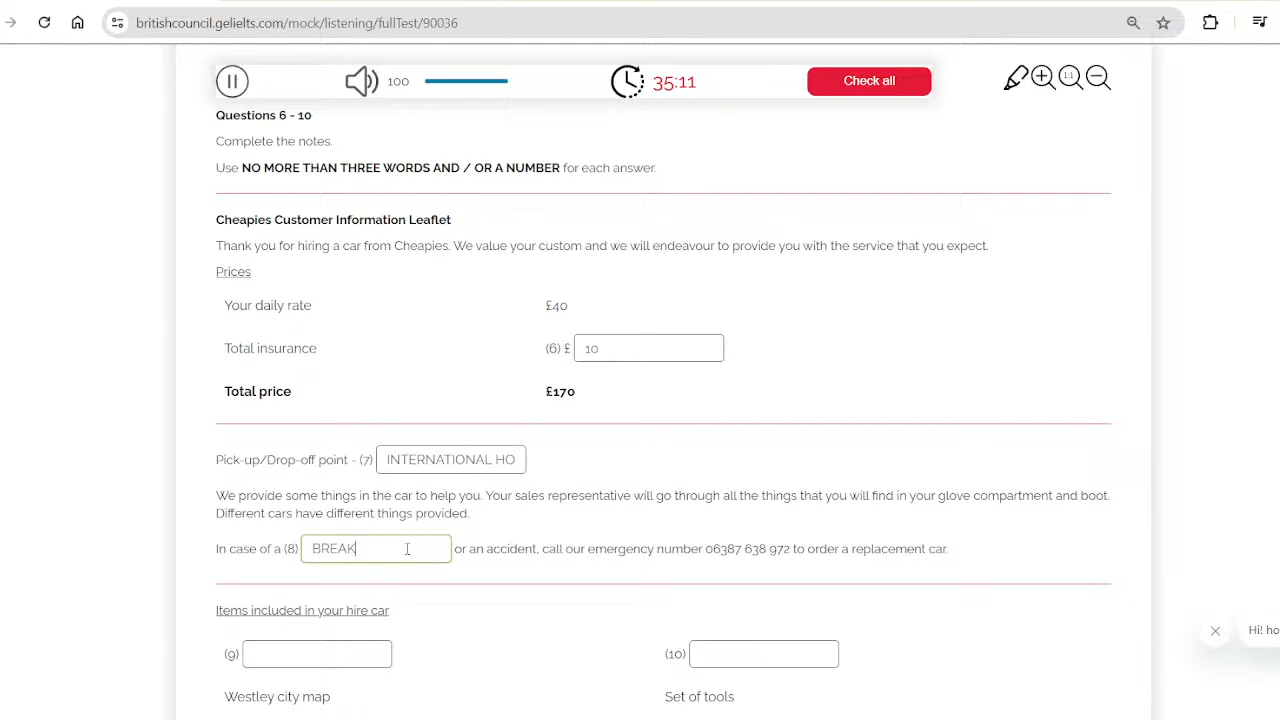 britishcouncil.gelielts.com/mock/listening/fullTest/90036
100
35:11
Check all
1:1
Questions 6 - 10
Complete the notes.
Use NO MORE THAN THREE WORDS AND / OR A NUMBER for each answer.
Cheapies Customer Information Leaflet
Thank you for hiring a car from Cheapies. We value your custom and we will endeavour to provide you with the service that you expect.
Prices
Your daily rate £40
Total insurance (6) £ 10
Total price £170
Pick-up/Drop-off point - (7) INTERNATIONAL HO
We provide some things in the car to help you. Your sales representative will go through all the things that you will find in your glove compartment and boot.
Different cars have different things provided.
In case of a (8) BREAK or an accident, call our emergency number 06387 638 972 to order a replacement car.
Items included in your hire car
(9) (10)
Westley city map Set of tools
Hi! ho